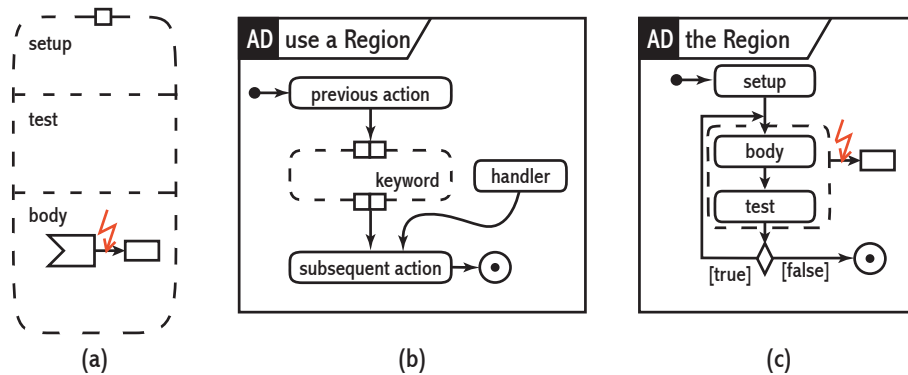 setup
test
body
(a)
AD use a Region
previous action
keyword
handler
subsequent action
(b)
AD the Region
setup
body
test
[true]
[false]
(c)